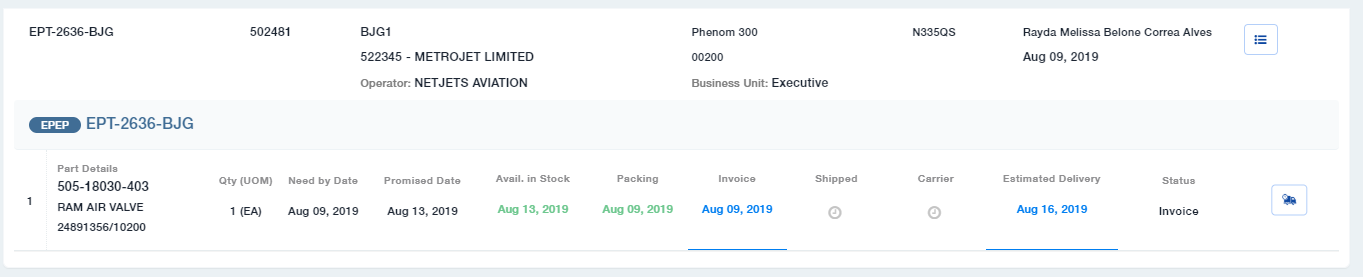 EPT-2636-BJG 502481 BJG1 Phenom 300 N335QS Rayda Melissa Belone Correa Alves
522345 - METROJET LIMITED 00200 Aug 09, 2019
Operator: NETJETS AVIATION Business Unit: Executive
EPEP EPT-2636-BJG
Part Details Qty (UOM) Need by Date Promised Date Avail. in Stock Packing Invoice Shipped Carrier Estimated Delivery Status
505-18030-403
1 RAM AIR VALVE 1 (EA) Aug 09, 2019 Aug 13, 2019 Aug 13, 2019 Aug 09, 2019 Aug 09, 2019 Aug 16, 2019 Invoice
24891356/10200